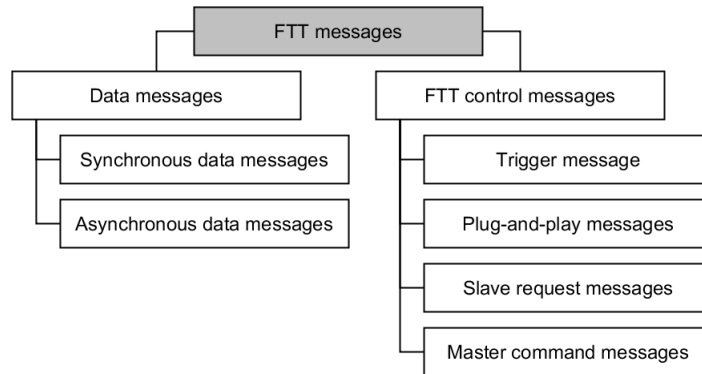 FTT messages
Data messages
Synchronous data messages
Asynchronous data messages
FTT control messages
Trigger message
Plug-and-play messages
Slave request messages
Master command messages